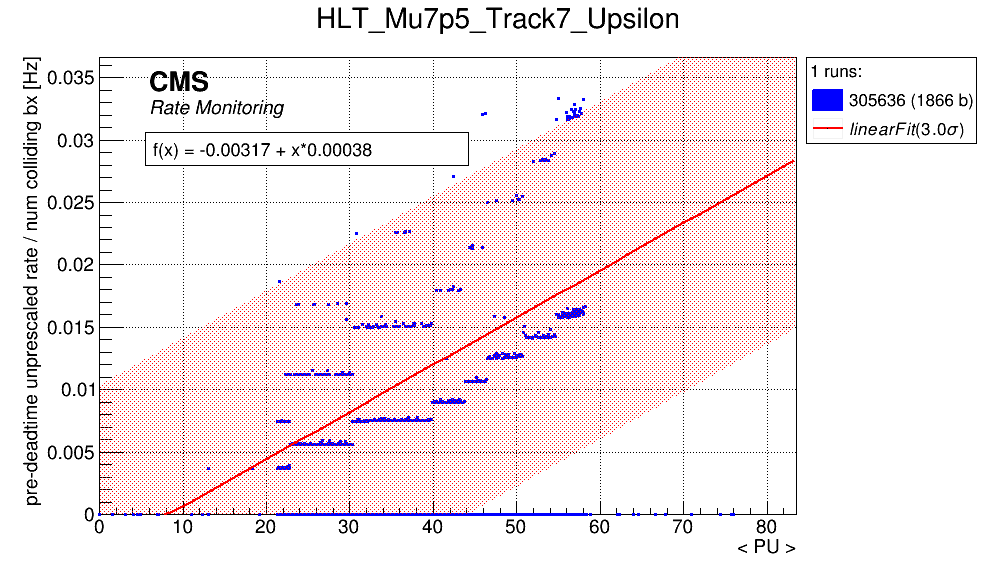 HLT_Mu7p5_Track7_Upsilon
pre-deadtime unprescaled rate / num colliding bx [Hz]
0.035
0.03
0.025
0.02
0.015
0.01
0.005
0
CMS
Rate Monitoring
f(x) = -0.00317 + x*0.00038
1 runs:
305636 (1866 b)
linearFit(3.0σ)
0 10 20 30 40 50 60 70 80
< PU >